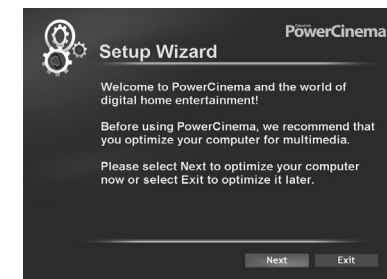 CyberLink
PowerCinema
Setup Wizard
Welcome to PowerCinema and the world of
digital home entertainment!
Before using PowerCinema, we recommend that
you optimize your computer for multimedia.
Please select Next to optimize your computer
now or select Exit to optimize it later.
Next
Exit